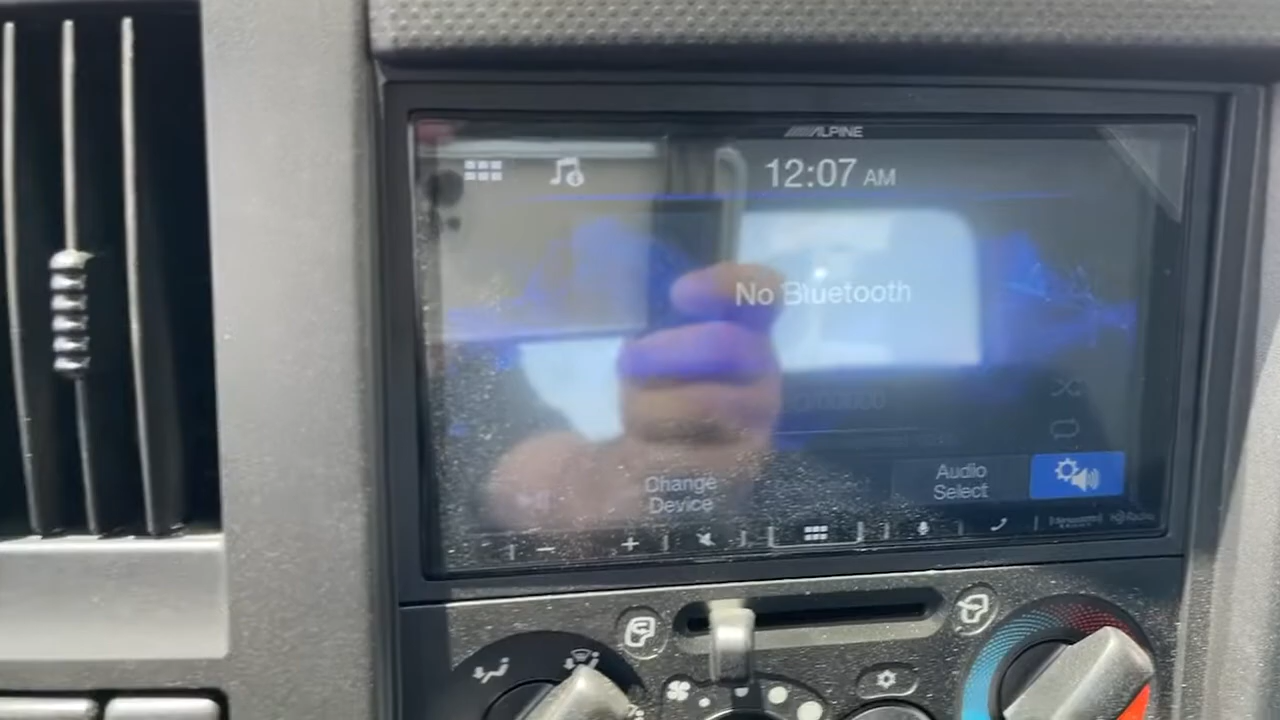 ALPINE
12:07 AM
No Bluetooth
Change
Device
Audio
Select